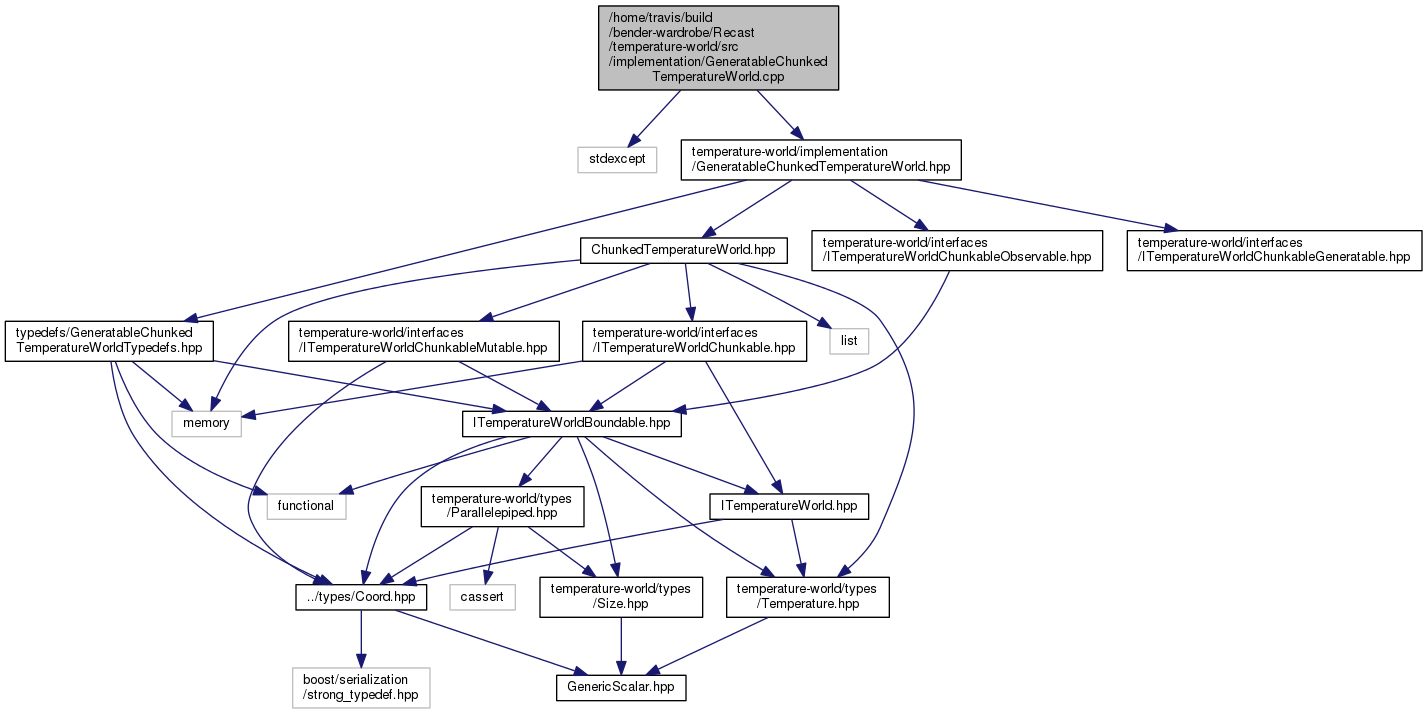 /home/travis/build
/bender-wardrobe/Recast
/temperature-world/src
/implementation/GeneratableChunked
TemperatureWorld.cpp
stdexcept
temperature-world/implementation
/GeneratableChunkedTemperatureWorld.hpp
ChunkedTemperatureWorld.hpp
temperature-world/interfaces
/ITemperatureWorldChunkableObservable.hpp
temperature-world/interfaces
/ITemperatureWorldChunkableGeneratable.hpp
typedefs/GeneratableChunked
TemperatureWorldTypedefs.hpp
temperature-world/interfaces
/ITemperatureWorldChunkableMutable.hpp
temperature-world/interfaces
/ITemperatureWorldChunkable.hpp
list
memory
ITemperatureWorldBoundable.hpp
functional
temperature-world/types
/Parallelepiped.hpp
ITemperatureWorld.hpp
../types/Coord.hpp
cassert
temperature-world/types
/Size.hpp
temperature-world/types
/Temperature.hpp
boost/serialization
/strong_typedef.hpp
GenericScalar.hpp